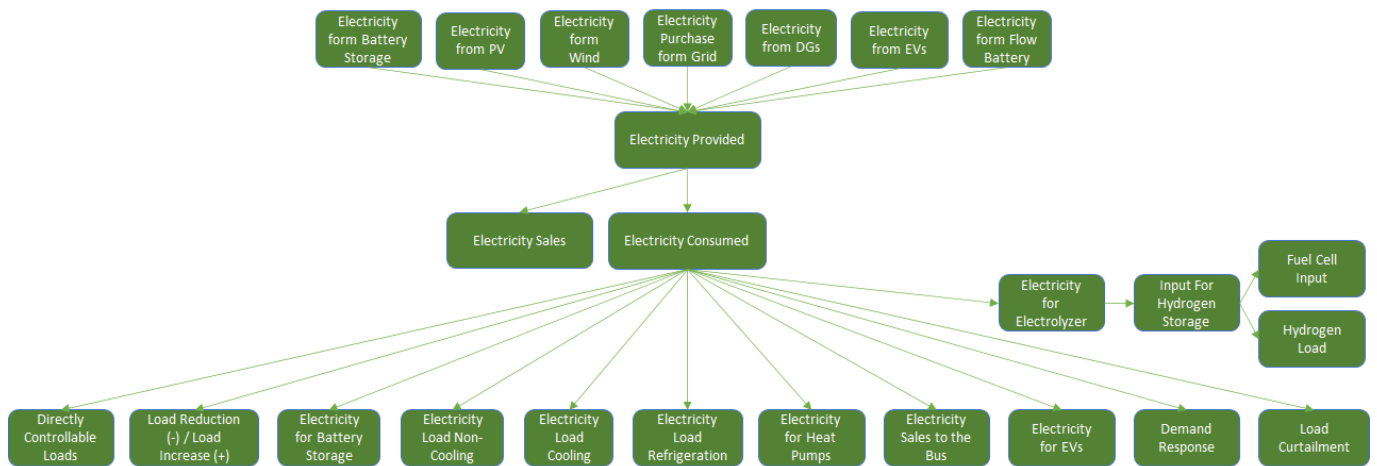 Electricity
form Battery
Storage
Electricity
from PV
Electricity
form
Wind
Electricity
Purchase
form Grid
Electricity
from DGs
Electricity
from EVs
Electricity
form Flow
Battery
Electricity Provided
Electricity Sales
Electricity Consumed
Electricity
for
Electrolyzer
Input For
Hydrogen
Storage
Fuel Cell
Input
Hydrogen
Load
Directly
Controllable
Loads
Load Reduction
(-) / Load
Increase (+)
Electricity
for Battery
Storage
Electricity
Load Non-
Cooling
Electricity
Load
Cooling
Electricity
Load
Refrigeration
Electricity
for Heat
Pumps
Electricity
Sales to the
Bus
Electricity
for EVs
Demand
Response
Load
Curtailment